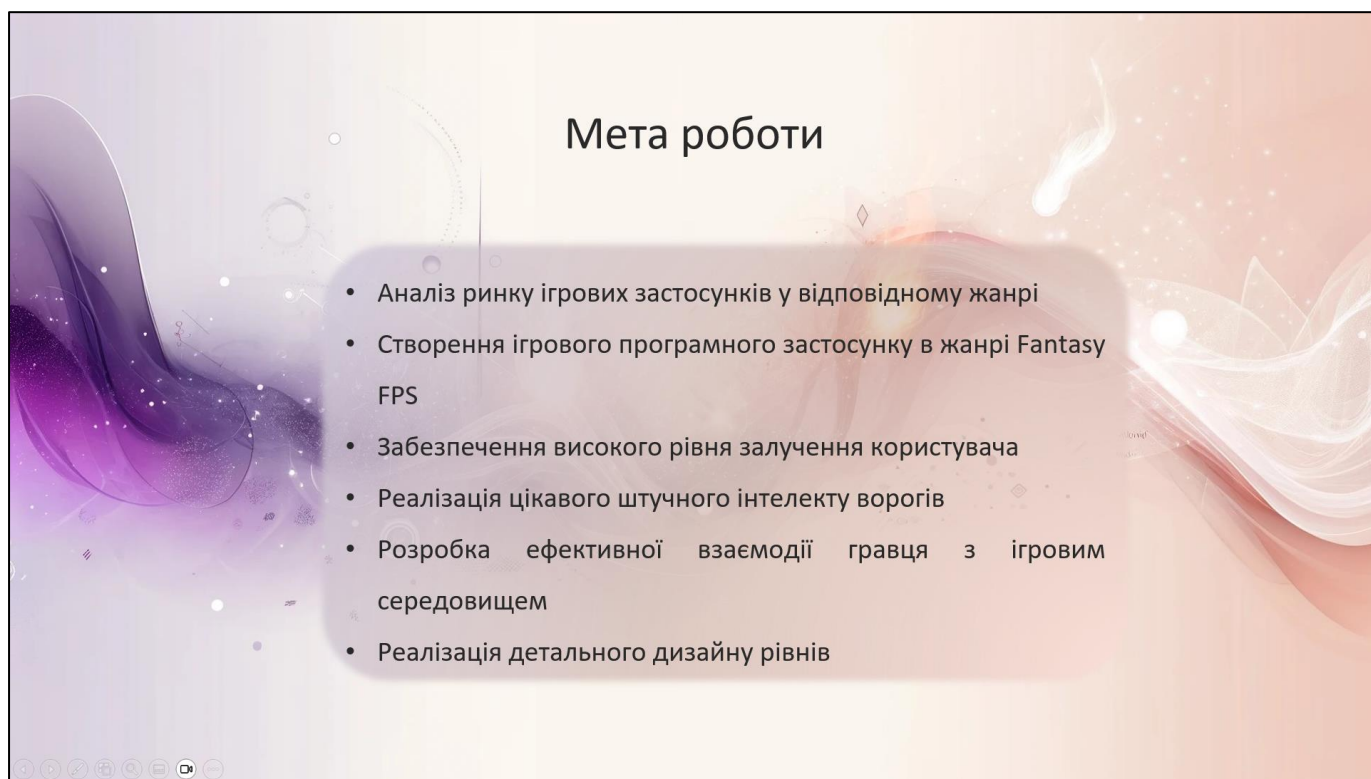 Мета роботи
• Аналіз ринку ігрових застосунків у відповідному жанрі
• Створення ігрового програмного застосунку в жанрі Fantasy
FPS
• Забезпечення високого рівня залучення користувача
• Реалізація цікавого штучного інтелекту ворогів
• Розробка ефективної взаємодії гравця з ігровим
середовищем
• Реалізація детального дизайну рівнів